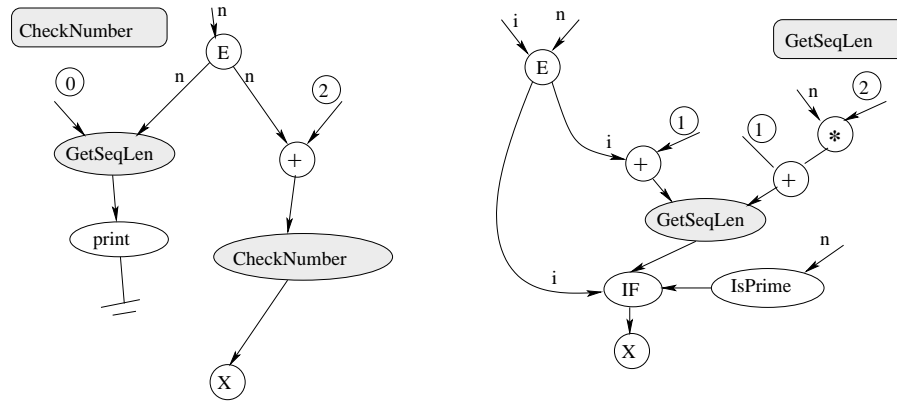 CheckNumber
n
E
n
n
0
2
GetSeqLen
+
print
CheckNumber
X
i
n
E
GetSeqLen
n
2
1
1
*
i
+
+
GetSeqLen
n
i
IF
IsPrime
X